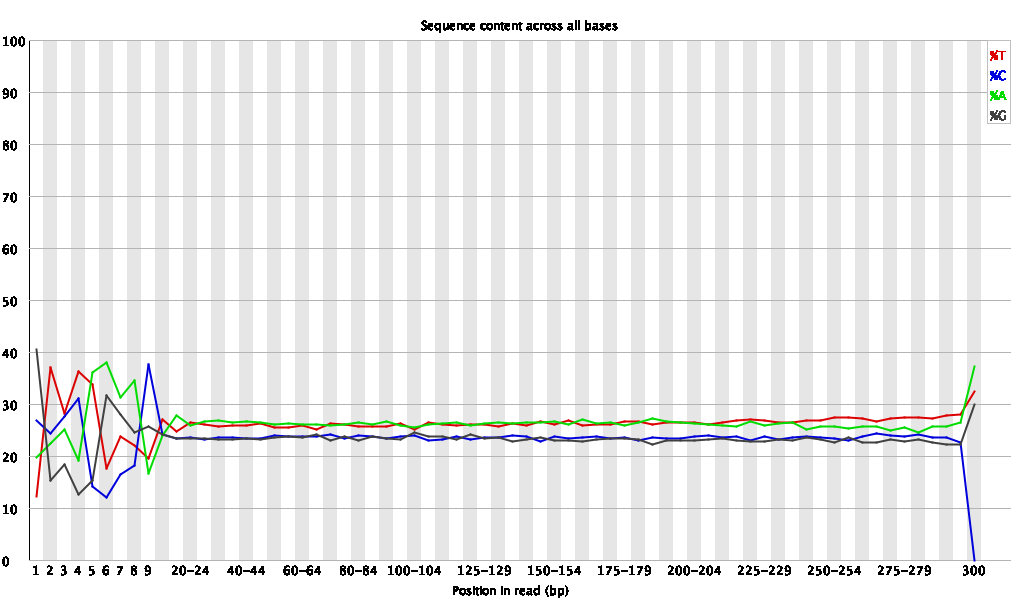 Sequence content across all bases
100
90
80
70
60
50
40
30
20
10
0
%T
%C
%A
%G
1 2 3 4 5 6 7 8 9 20-24 40-44 60-64 80-84 100-104 125-129 150-154 175-179 200-204 225-229 250-254 275-279 300
Position in read (bp)